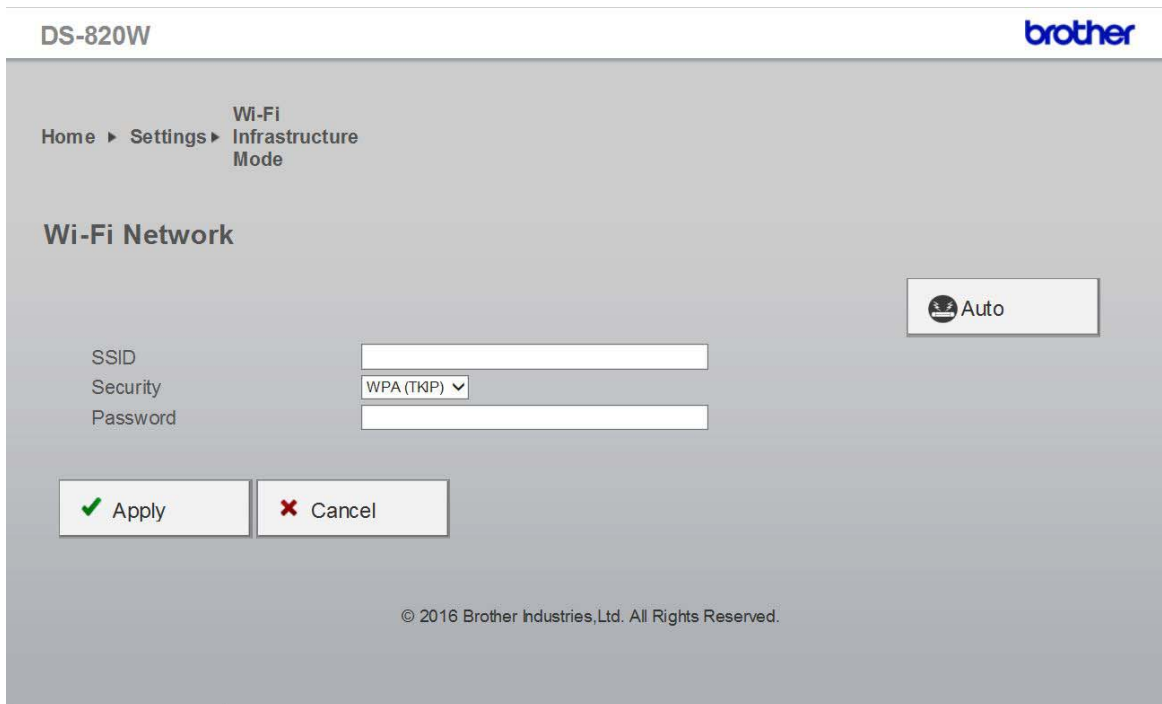 DS-820W
brother
Wi-Fi
Home ▶ Settings ▶ Infrastructure
Mode
Wi-Fi Network
Auto
SSID
Security WPA (TKIP)
Password
Apply Cancel
© 2016 Brother Industries,Ltd. All Rights Reserved.